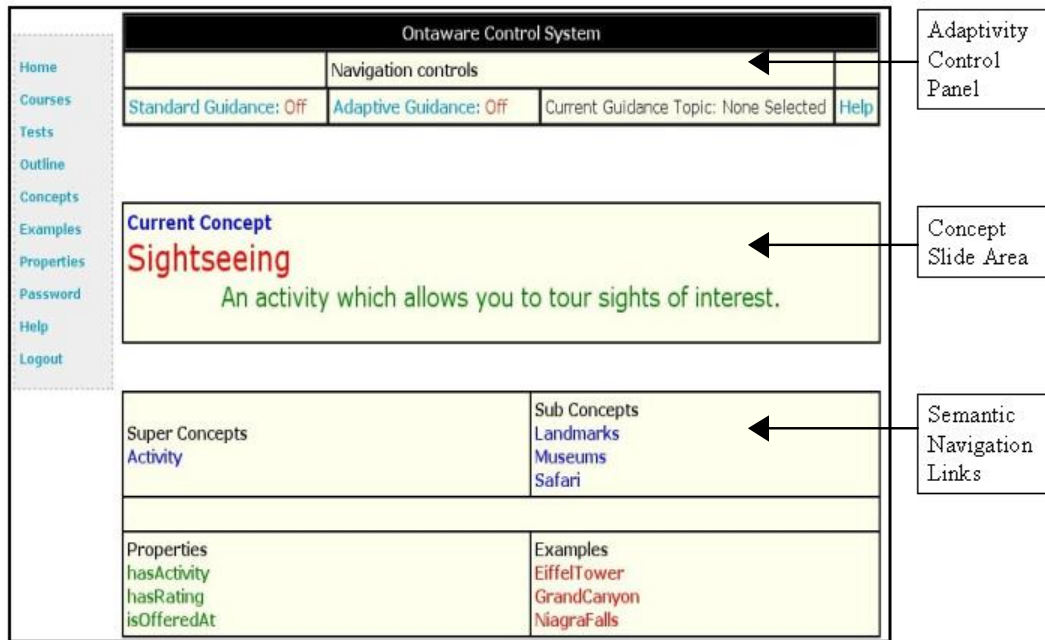 Ontaware Control System
Navigation controls
Standard Guidance: Off Adaptive Guidance: Off Current Guidance Topic: None Selected Help
Home
Courses
Tests
Outline
Concepts
Examples
Properties
Password
Help
Logout
Current Concept
Sightseeing
An activity which allows you to tour sights of interest.
Super Concepts
Activity
Sub Concepts
Landmarks
Museums
Safari
Properties
hasActivity
hasRating
isOfferedAt
Examples
EiffelTower
GrandCanyon
NiagraFalls
Adaptivity
Control
Panel
Concept
Slide Area
Semantic
Navigation
Links